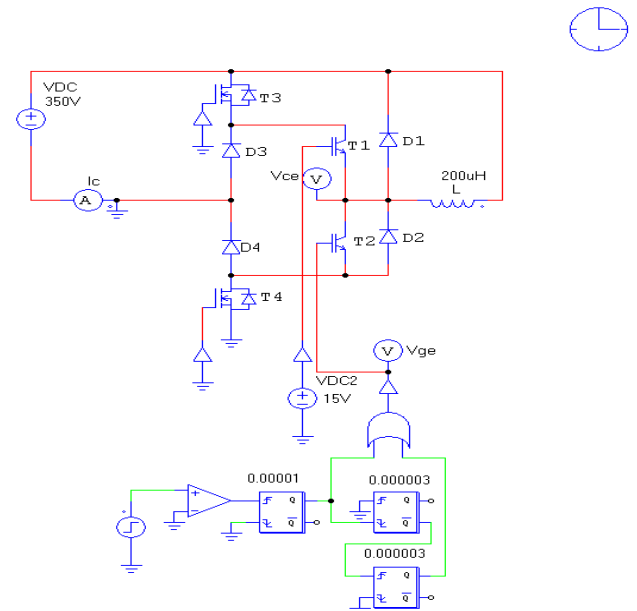 VDC
350V
T3
D3
T1
D1
Ic
A
Vce
V
200uH
L
D4
T2
D2
T4
V
Vge
VDC2
15V
0.00001
0.000003
Q
Q
Q
Q
0.000003
Q
Q